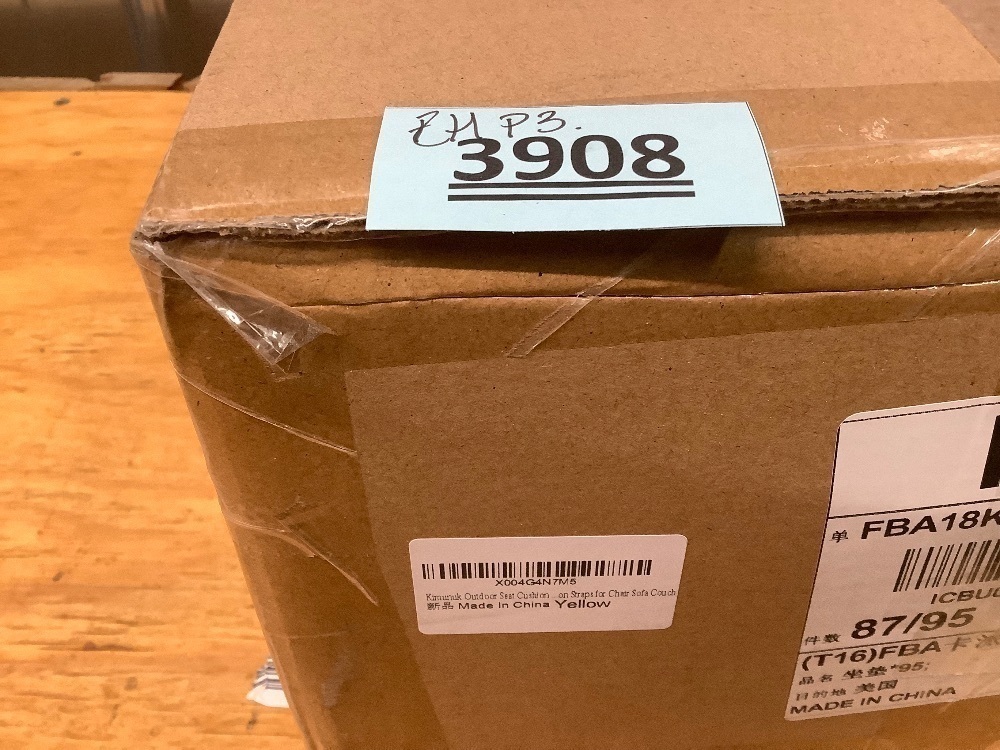 P3.
3908
X004G4N7M5
Kimunuk Outdoor Seat Cushion ...on Straps for Chair Sofa Couch
新品 Made In China Yellow
单 FBA18K
ICBU
件数 87/95
(T16)FBA卡
品名 坐垫*95;
目的地 美国
MADE IN CHINA